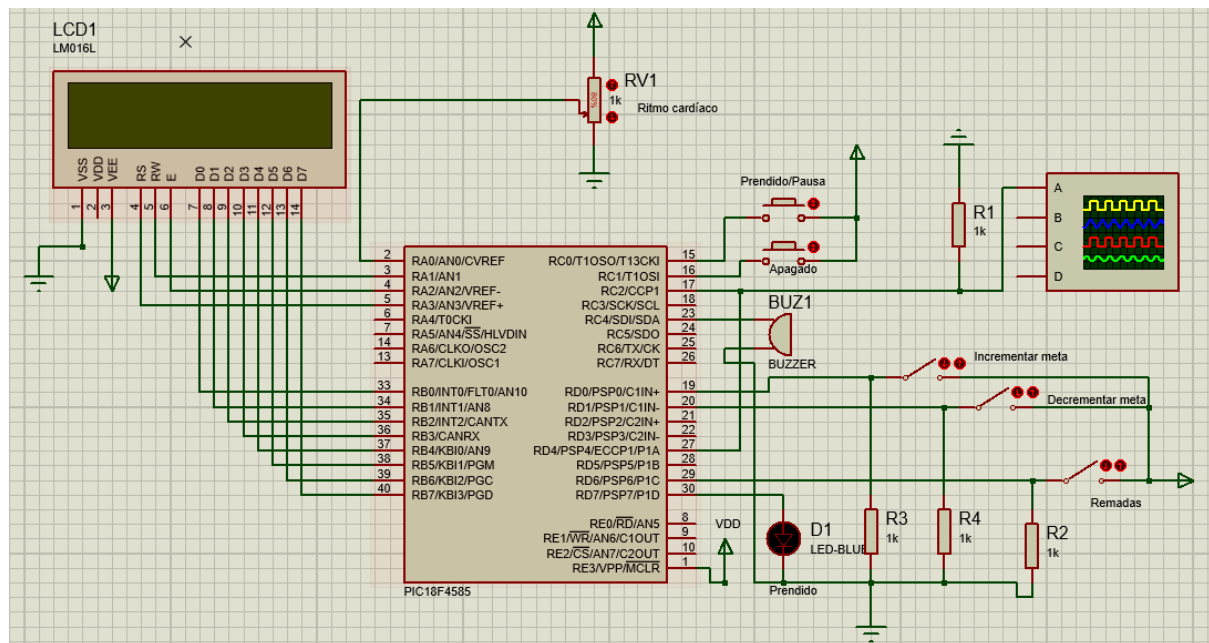 LCD1
LM016L
VSS
VDD
VEE
RS
RW
E
D0
D1
D2
D3
D4
D5
D6
D7
1
2
3
4
5
6
7
8
9
10
11
12
13
14
RV1
80%
1k
Ritmo cardíaco
Prendido/Pausa
Apagado
R1
1k
A
B
C
D
2 RA0/AN0/CVREF RC0/T1OSO/T13CKI 15
3 RA1/AN1 RC1/T1OSI 16
4 RA2/AN2/VREF- RC2/CCP1 17
5 RA3/AN3/VREF+ RC3/SCK/SCL 18
6 RA4/T0CKI RC4/SDI/SDA 23
7 RA5/AN4/SS/HLVDIN RC5/SDO 24
14 RA6/CLKO/OSC2 RC6/TX/CK 25
13 RA7/CLKI/OSC1 RC7/RX/DT 26
33 RB0/INT0/FLT0/AN10 RD0/PSP0/C1IN+ 19
34 RB1/INT1/AN8 RD1/PSP1/C1IN- 20
35 RB2/INT2/CANTX RD2/PSP2/C2IN+ 21
36 RB3/CANRX RD3/PSP3/C2IN- 22
37 RB4/KBI0/AN9 RD4/PSP4/ECCP1/P1A 27
38 RB5/KBI1/PGM RD5/PSP5/P1B 28
39 RB6/KBI2/PGC RD6/PSP6/P1C 29
40 RB7/KBI3/PGD RD7/PSP7/P1D 30
RE0/RD/AN5 8
RE1/WR/AN6/C1OUT 9
RE2/CS/AN7/C2OUT 10
RE3/VPP/MCLR 1
PIC18F4585
BUZ1
BUZZER
Incrementar meta
Decrementar meta
Remadas
VDD
D1
LED-BLUE
Prendido
R3
1k
R4
1k
R2
1k